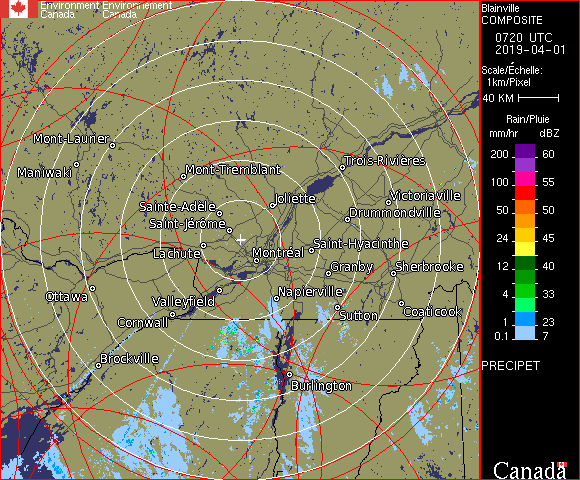 Environment Environnement
Canada Canada
Blainville
COMPOSITE
0720 UTC
2019-04-01
Scale/Échelle:
1km/Pixel
40 KM
Rain/Pluie
mm/hr dBZ
200 60
100 55
50 50
24 45
12 40
4 33
1 23
0.1 7
PRECIPET
Mont-Laurier
Maniwaki
Mont-Tremblant
Trois-Rivières
Joliette
Victoriaville
Sainte-Adèle
Drummondville
Saint-Jérôme
Saint-Hyacinthe
Lachute
Montréal
Granby
Sherbrooke
Ottawa
Valleyfield
Napierville
Cornwall
Sutton
Coaticook
Brockville
Burlington
Canada